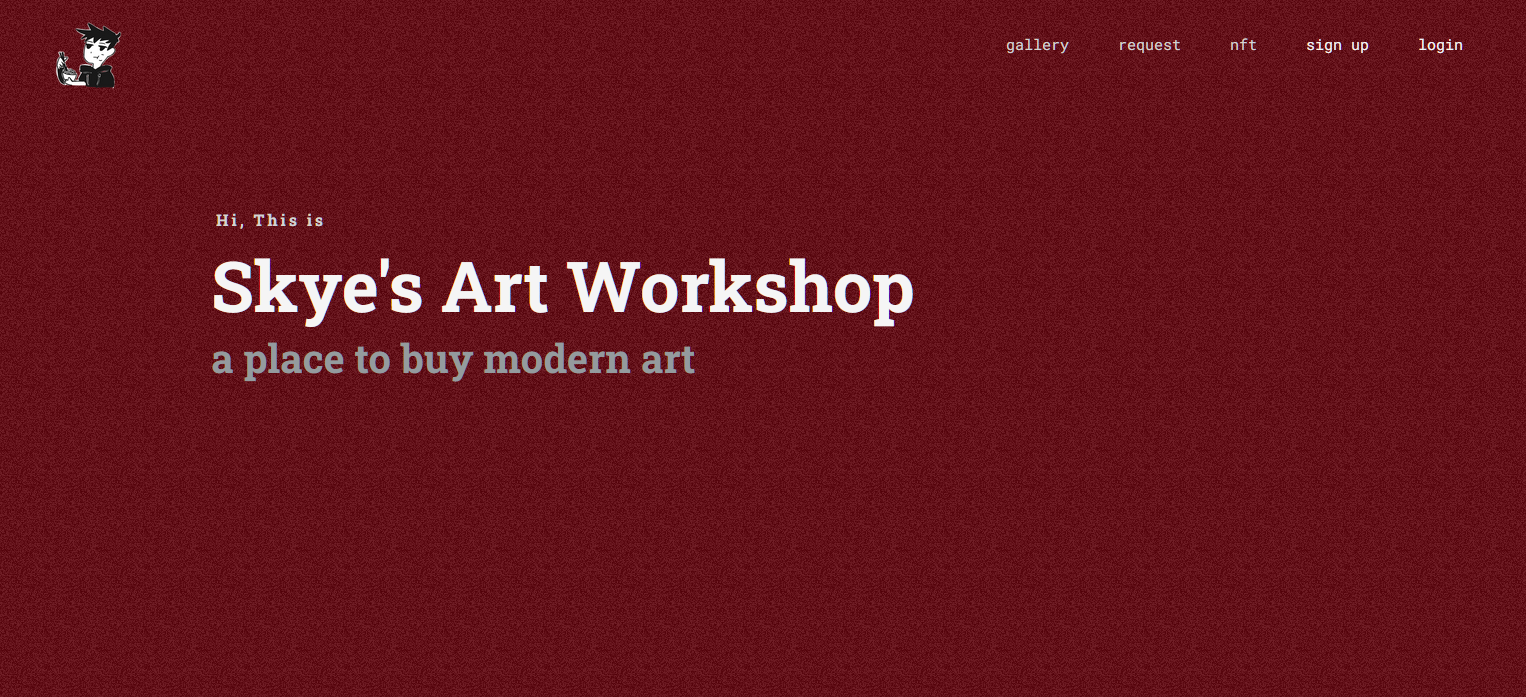 gallery request nft sign up login
Hi, This is
Skye's Art Workshop
a place to buy modern art